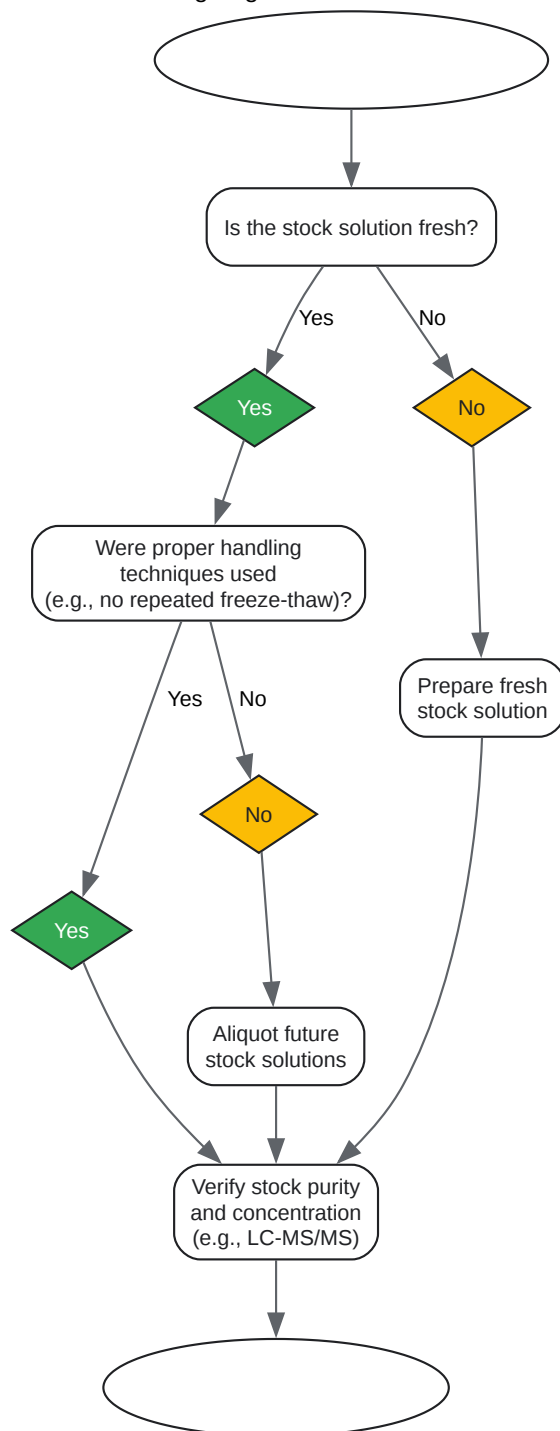 Is the stock solution fresh?
Yes
No
Yes
No
Were proper handling
techniques used
(e.g., no repeated freeze-thaw)?
Prepare fresh
stock solution
Yes
No
No
Yes
Aliquot future
stock solutions
Verify stock purity
and concentration
(e.g., LC-MS/MS)